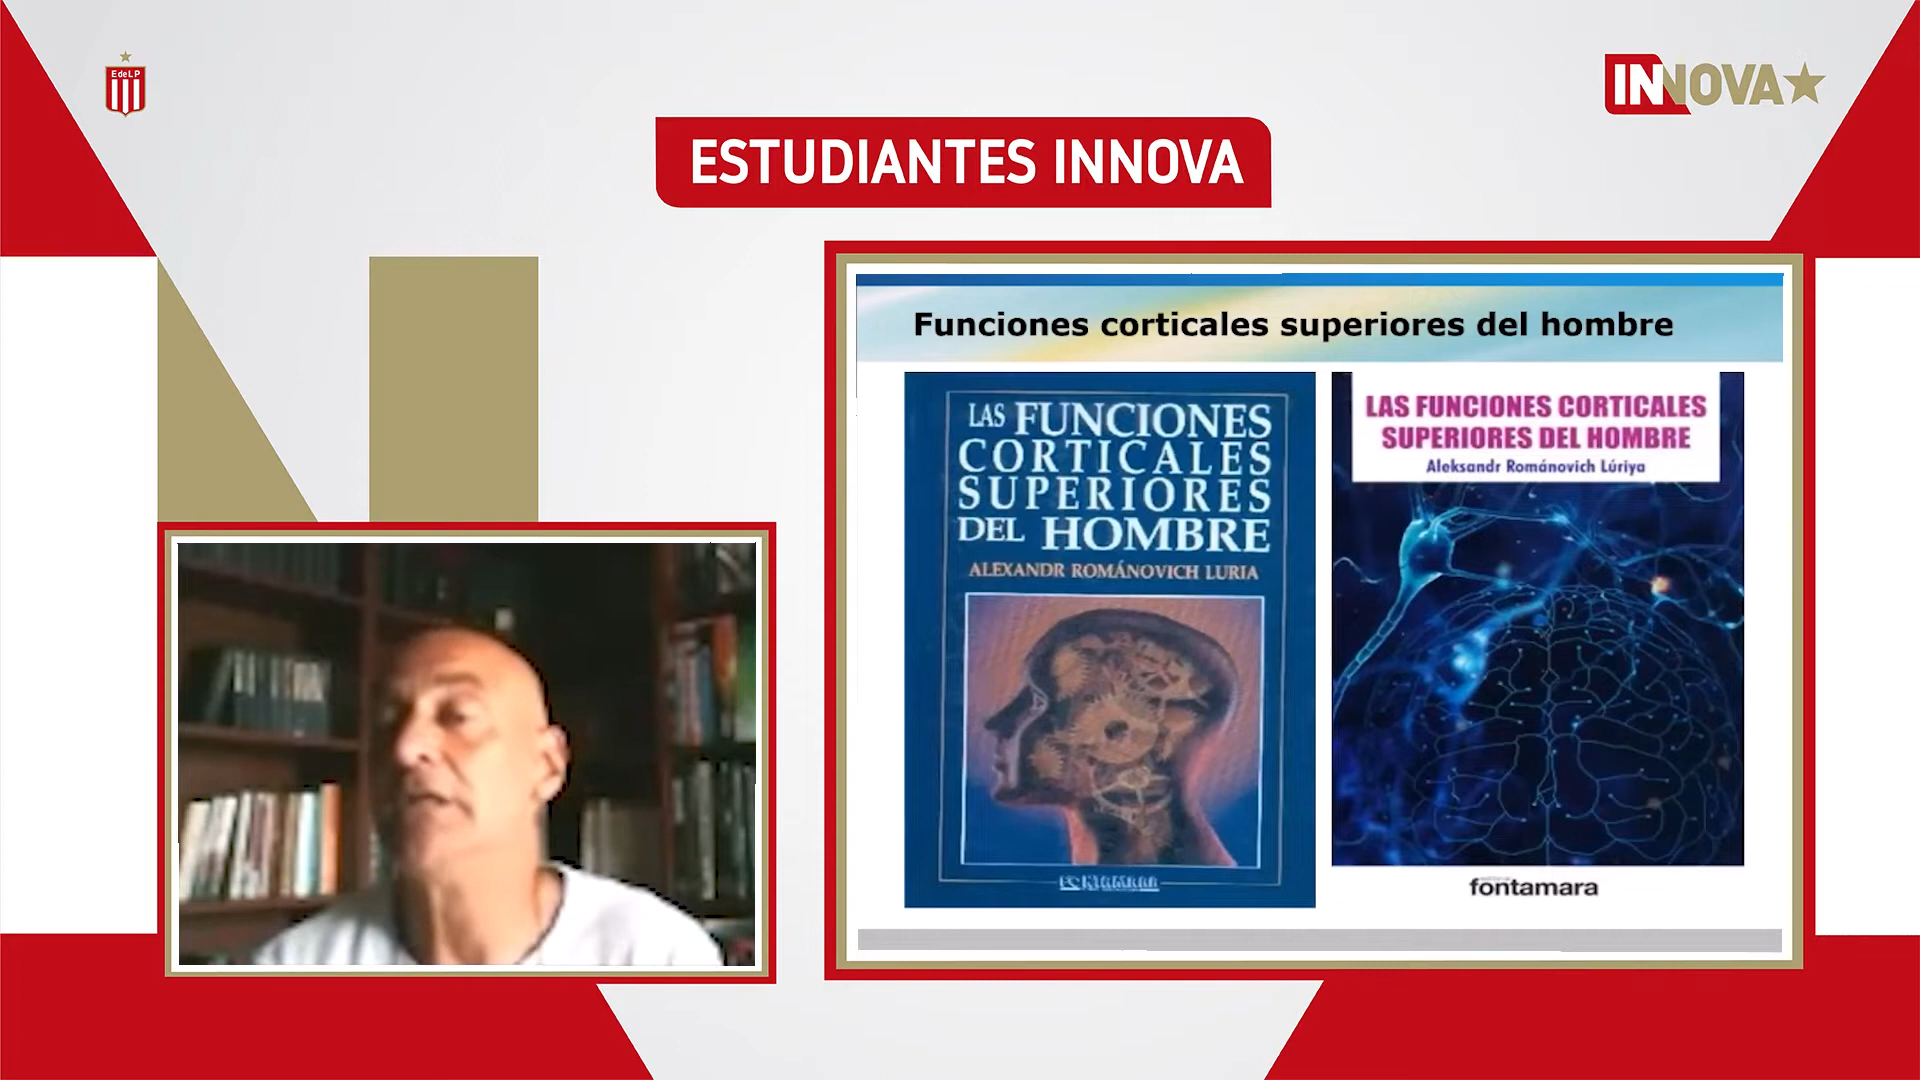 EdeLP
INNOVA
ESTUDIANTES INNOVA
Funciones corticales superiores del hombre
LAS FUNCIONES
CORTICALES
SUPERIORES
DEL HOMBRE
ALEXANDR ROMÁNOVICH LURIA
LAS FUNCIONES CORTICALES
SUPERIORES DEL HOMBRE
Aleksandr Románovich Lúriya
fontamara